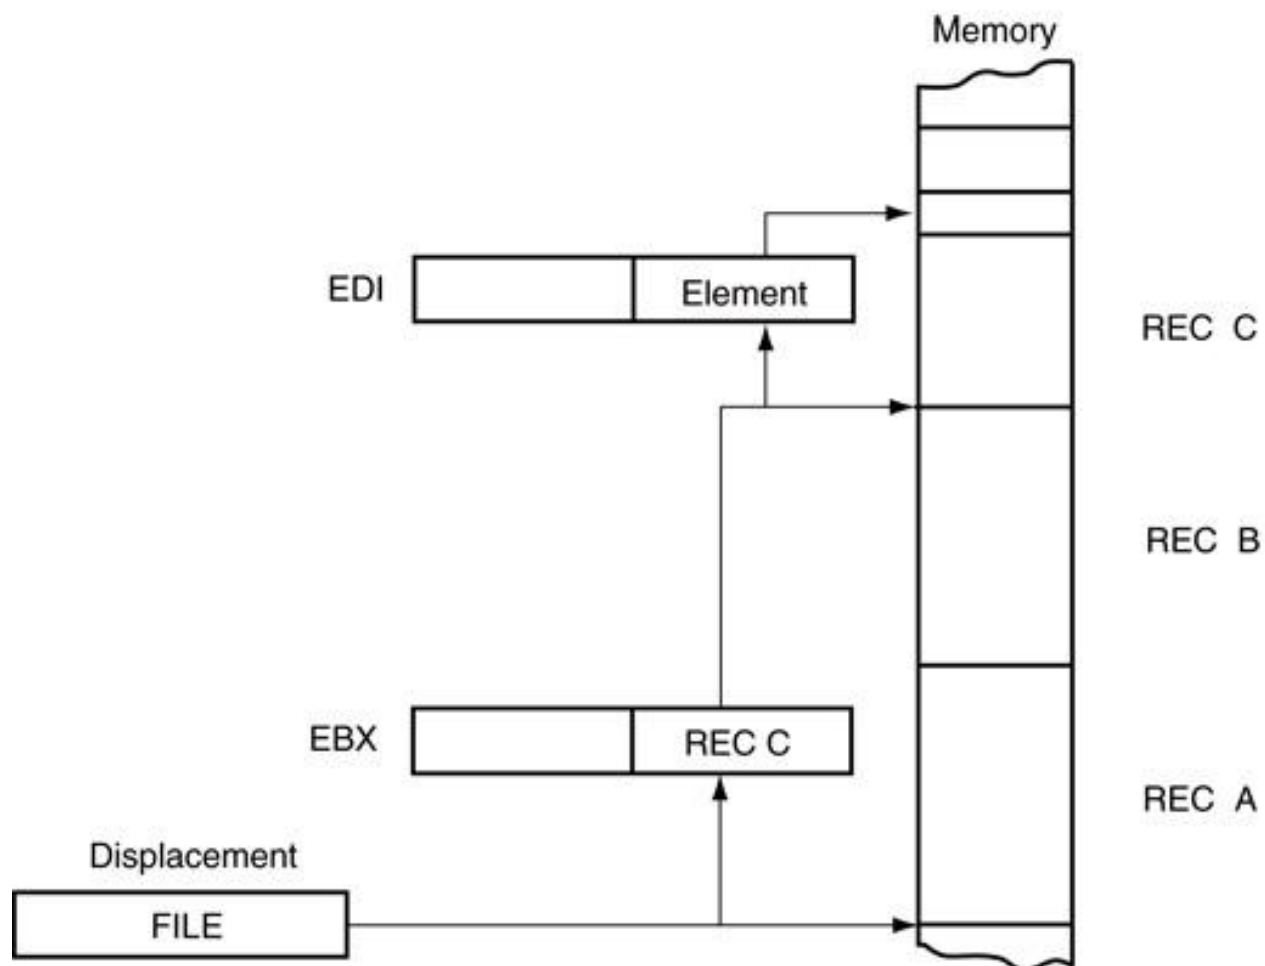 Memory
EDI
Element
REC C
REC B
EBX
REC C
REC A
Displacement
FILE